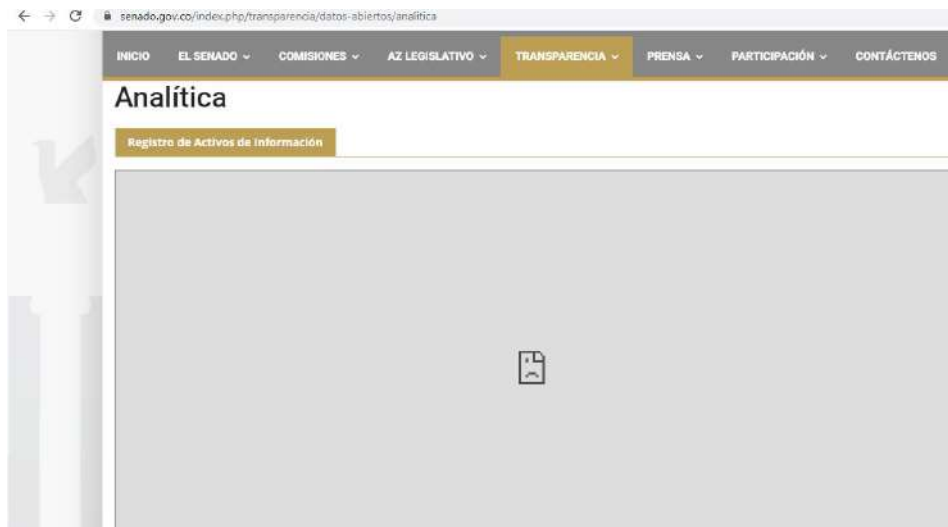 senado.gov.co/index.php/transparencia/datos-abiertos/analitica
INICIO EL SENADO COMISIONES AZ LEGISLATIVO TRANSPARENCIA PRENSA PARTICIPACIÓN CONTÁCTENOS
Analítica
Registro de Activos de Información